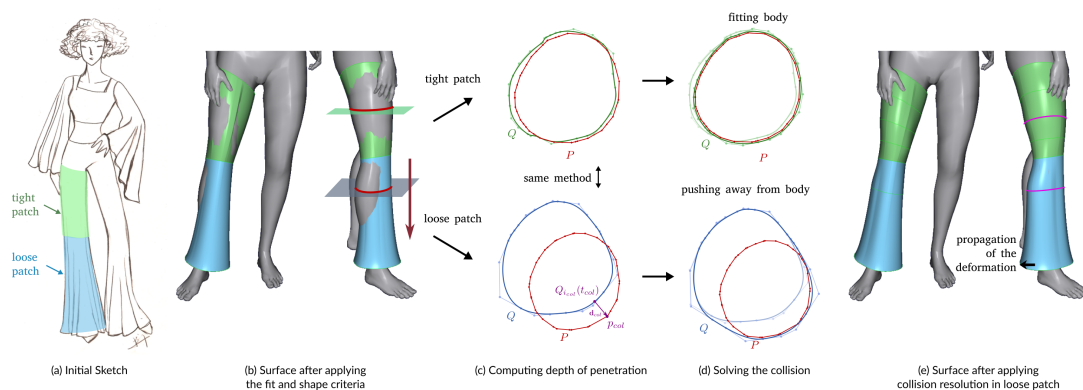 tight
patch
loose
patch
(a) Initial Sketch
(b) Surface after applying
the fit and shape criteria
tight patch
loose patch
Q
P
same method
Q_{i_{col}}(t_{col})
d_{col}
p_{col}
Q
P
(c) Computing depth of penetration
fitting body
Q
P
pushing away from body
Q
P
(d) Solving the collision
propagation
of the
deformation
(e) Surface after applying
collision resolution in loose patch